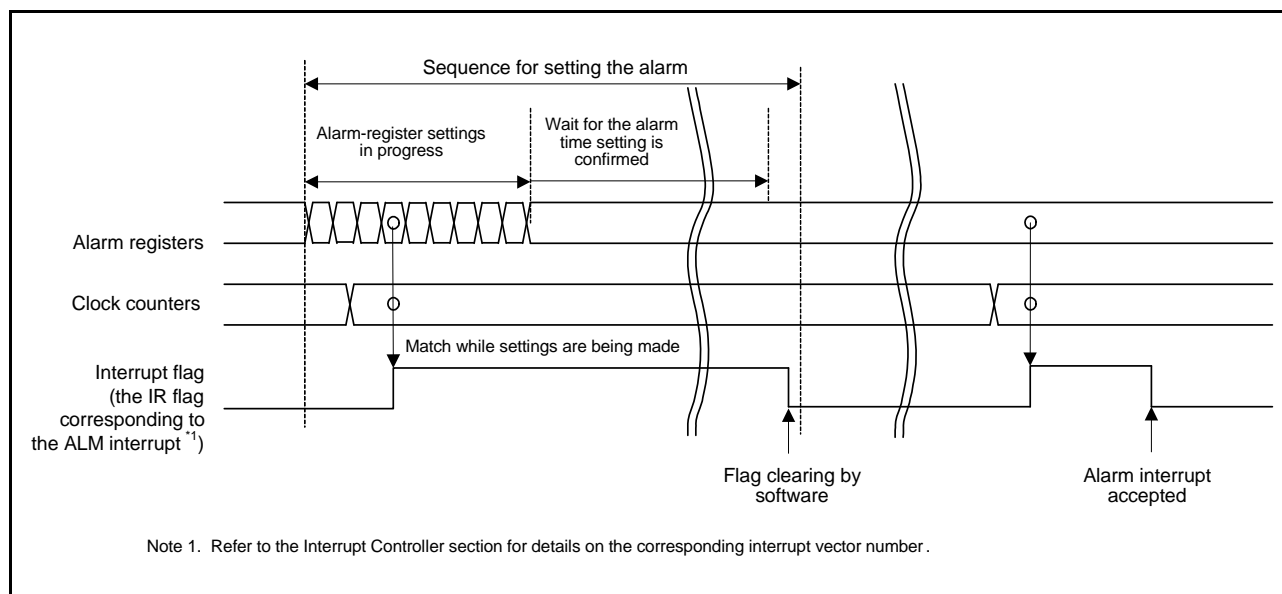 Sequence for setting the alarm
Alarm-register settings
in progress
Wait for the alarm
time setting is
confirmed
Alarm registers
Clock counters
Match while settings are being made
Interrupt flag
(the IR flag
corresponding to
the ALM interrupt *1)
Flag clearing by
software
Alarm interrupt
accepted
Note 1. Refer to the Interrupt Controller section for details on the corresponding interrupt vector number.